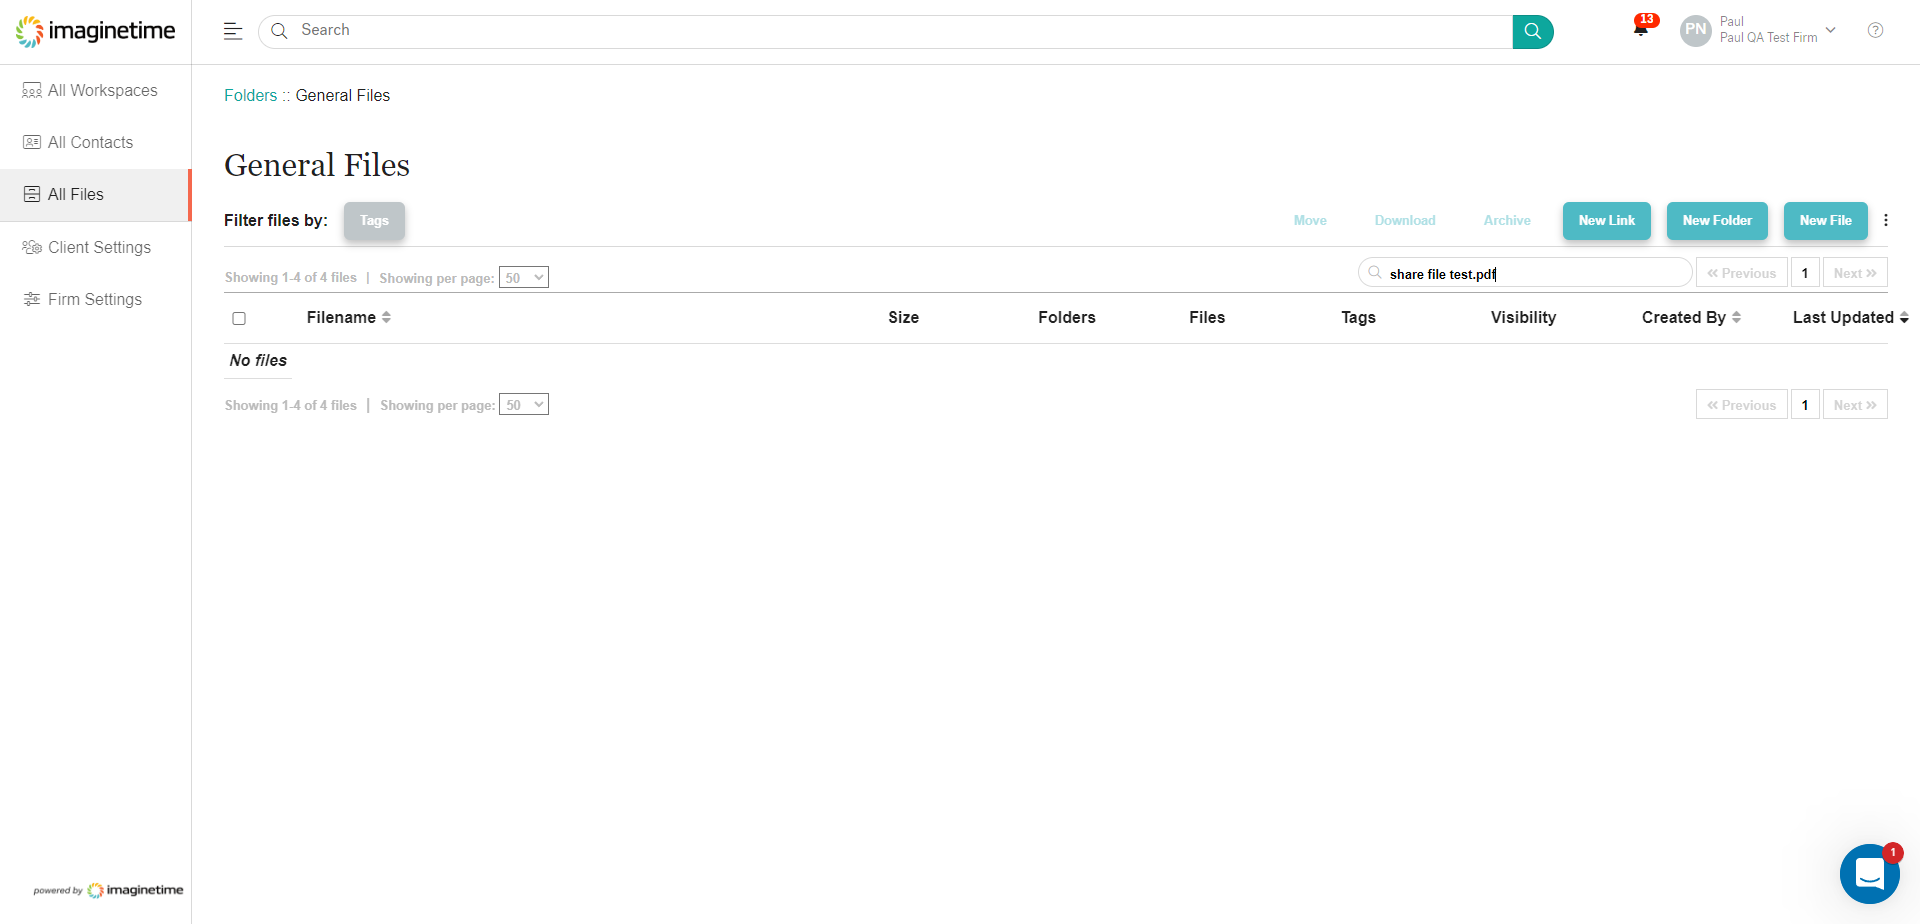 imaginetime
Search
13
PN
Paul
Paul QA Test Firm
All Workspaces
All Contacts
All Files
Client Settings
Firm Settings
Folders :: General Files
General Files
Filter files by: Tags Move Download Archive New Link New Folder New File
Showing 1-4 of 4 files | Showing per page: 50 share file test.pdf « Previous 1 Next »
Filename Size Folders Files Tags Visibility Created By Last Updated
No files
Showing 1-4 of 4 files | Showing per page: 50 « Previous 1 Next »
1
powered by imaginetime